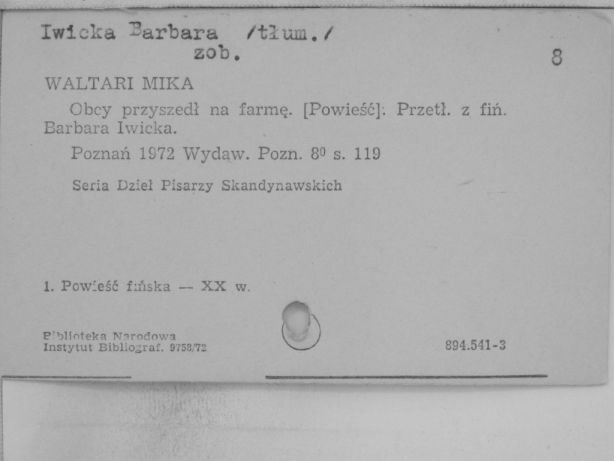 Iwicka Barbara /tłum./
zob.
8
WALTARI MIKA
Obcy przyszedł na farmę. [Powieść]. Przetł. z fiń.
Barbara Iwicka.
Poznań 1972 Wydaw. Pozn. 8⁰ s. 119
Seria Dzieł Pisarzy Skandynawskich
1. Powieść fińska — XX w.
Biblioteka Narodowa
Instytut Bibliograf. 9758/72
894.541-3